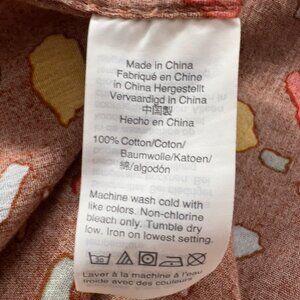 Made in China
Fabriqué en Chine
in China Hergestellt
Vervaardigd in China
中国製
Hecho en China
100% Cotton/Coton/
Baumwolle/Katoen/
綿/algodón
Machine wash cold with
like colors. Non-chlorine
bleach only. Tumble dry
low. Iron on lowest setting.
Laver à la machine à l'eau
froide avec des couleurs